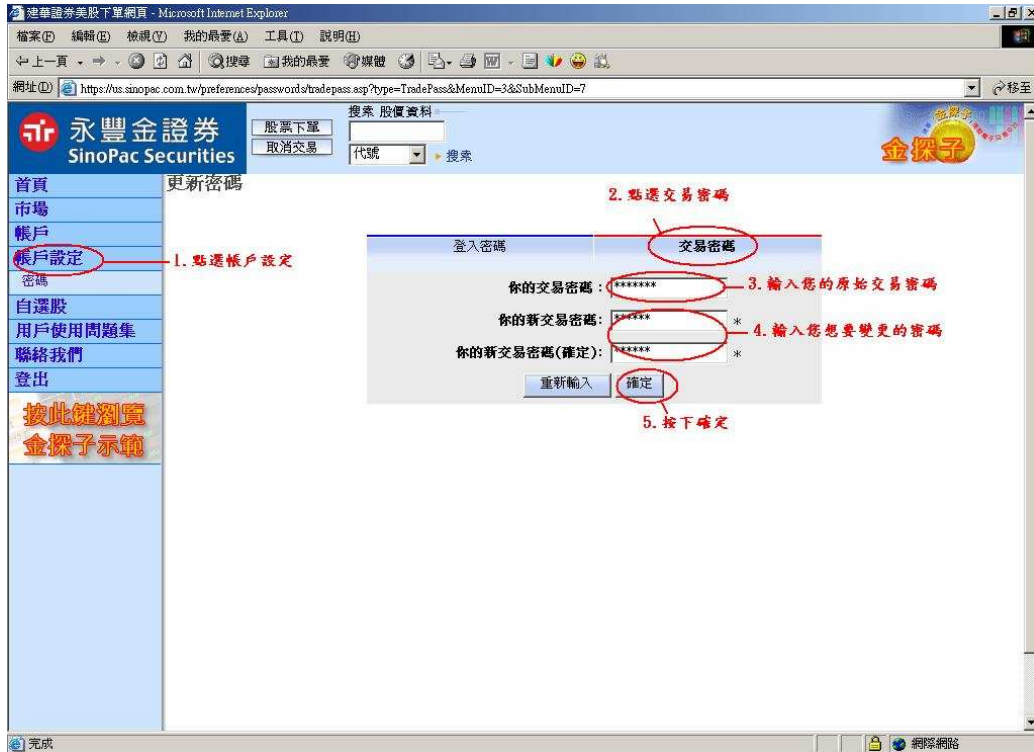 建華證券美股下單網頁 - Microsoft Internet Explorer
檔案(F) 編輯(E) 檢視(V) 我的最愛(A) 工具(T) 說明(H)
上一頁 搜尋 我的最愛 媒體
網址(D) https://us.sinopac.com.tw/preferences/passwords/tradepass.asp?type=TradePass&MenuID=3&SubMenuID=7 移至
永豐金證券
SinoPac Securities
股票下單
取消交易
搜索 股價資料
代號 搜索
金探子
首頁
市場
帳戶
帳戶設定
密碼
自選股
用戶使用問題集
聯絡我們
登出
按此鍵瀏覽
金探子示範
更新密碼
1. 點選帳戶設定
2. 點選交易密碼
登入密碼 交易密碼
你的交易密碼 : *******
3. 輸入您的原始交易密碼
你的新交易密碼: ****** *
4. 輸入您想要變更的密碼
你的新交易密碼(確定): ****** *
重新輸入 確定
5. 按下確定
完成 網際網路